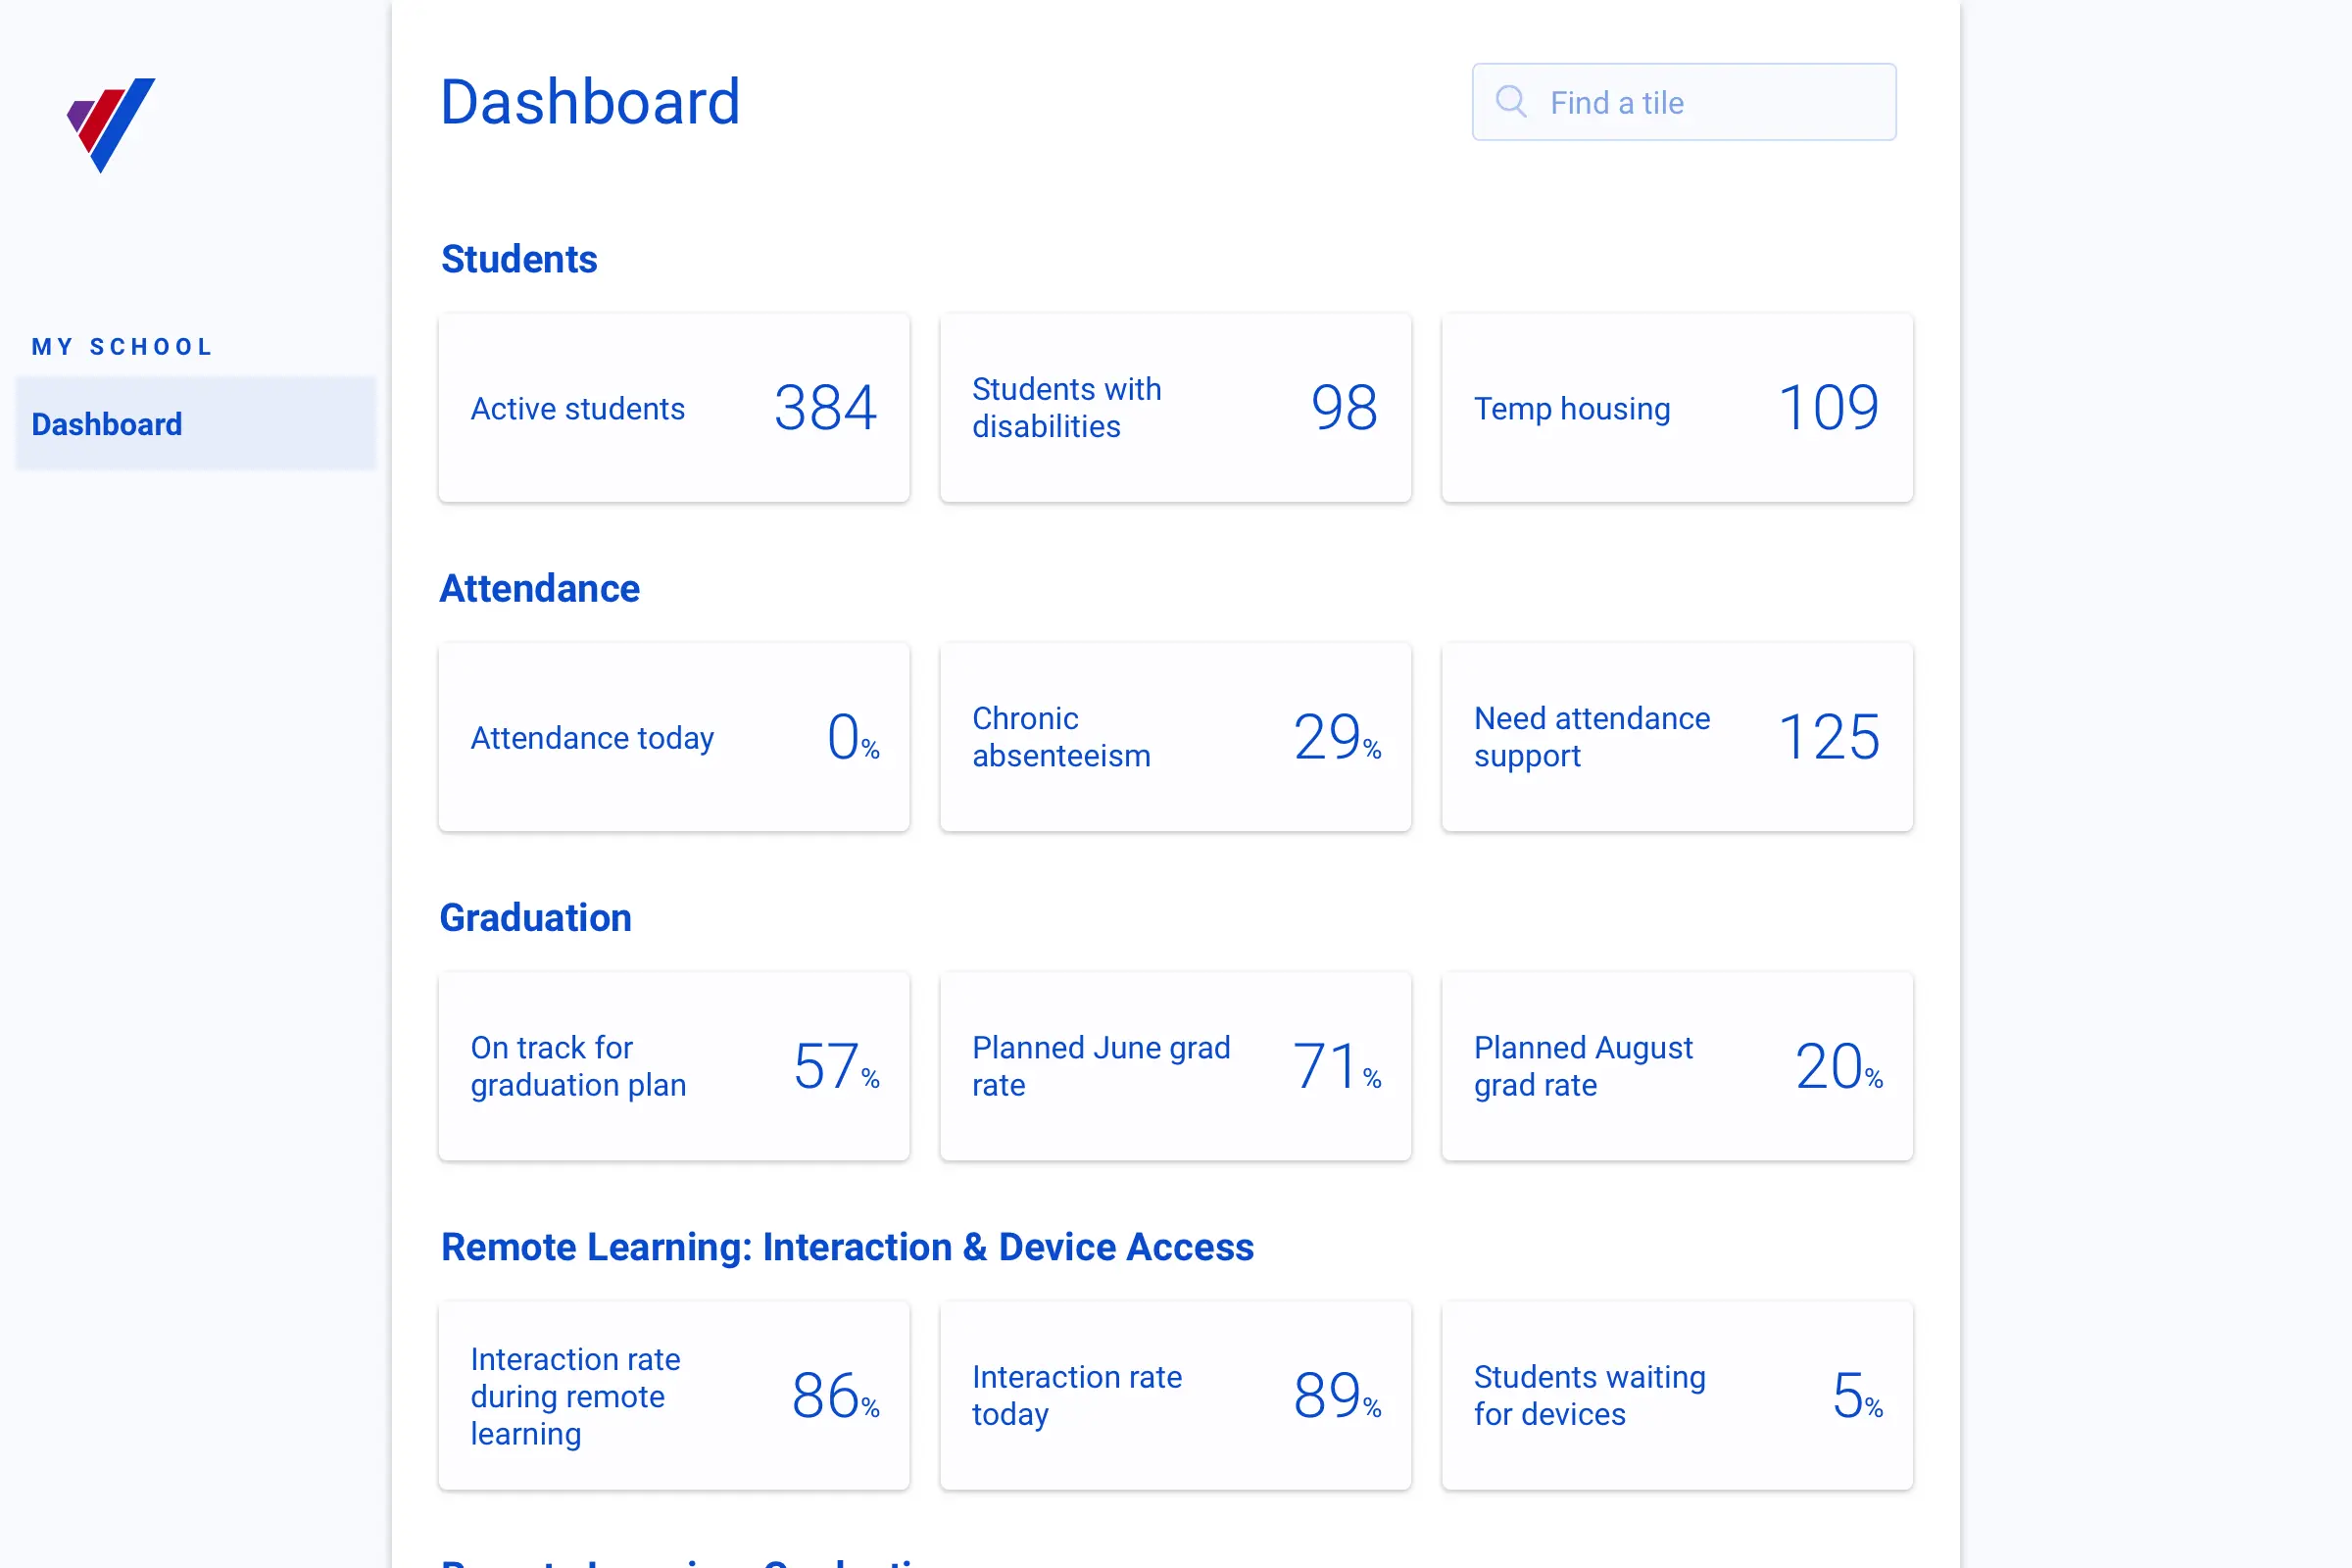 Dashboard
Find a tile
MY SCHOOL
Dashboard
Students
Active students
384
Students with
disabilities
98
Temp housing
109
Attendance
Attendance today
0%
Chronic
absenteeism
29%
Need attendance
support
125
Graduation
On track for
graduation plan
57%
Planned June grad
rate
71%
Planned August
grad rate
20%
Remote Learning: Interaction & Device Access
Interaction rate
during remote
learning
86%
Interaction rate
today
89%
Students waiting
for devices
5%